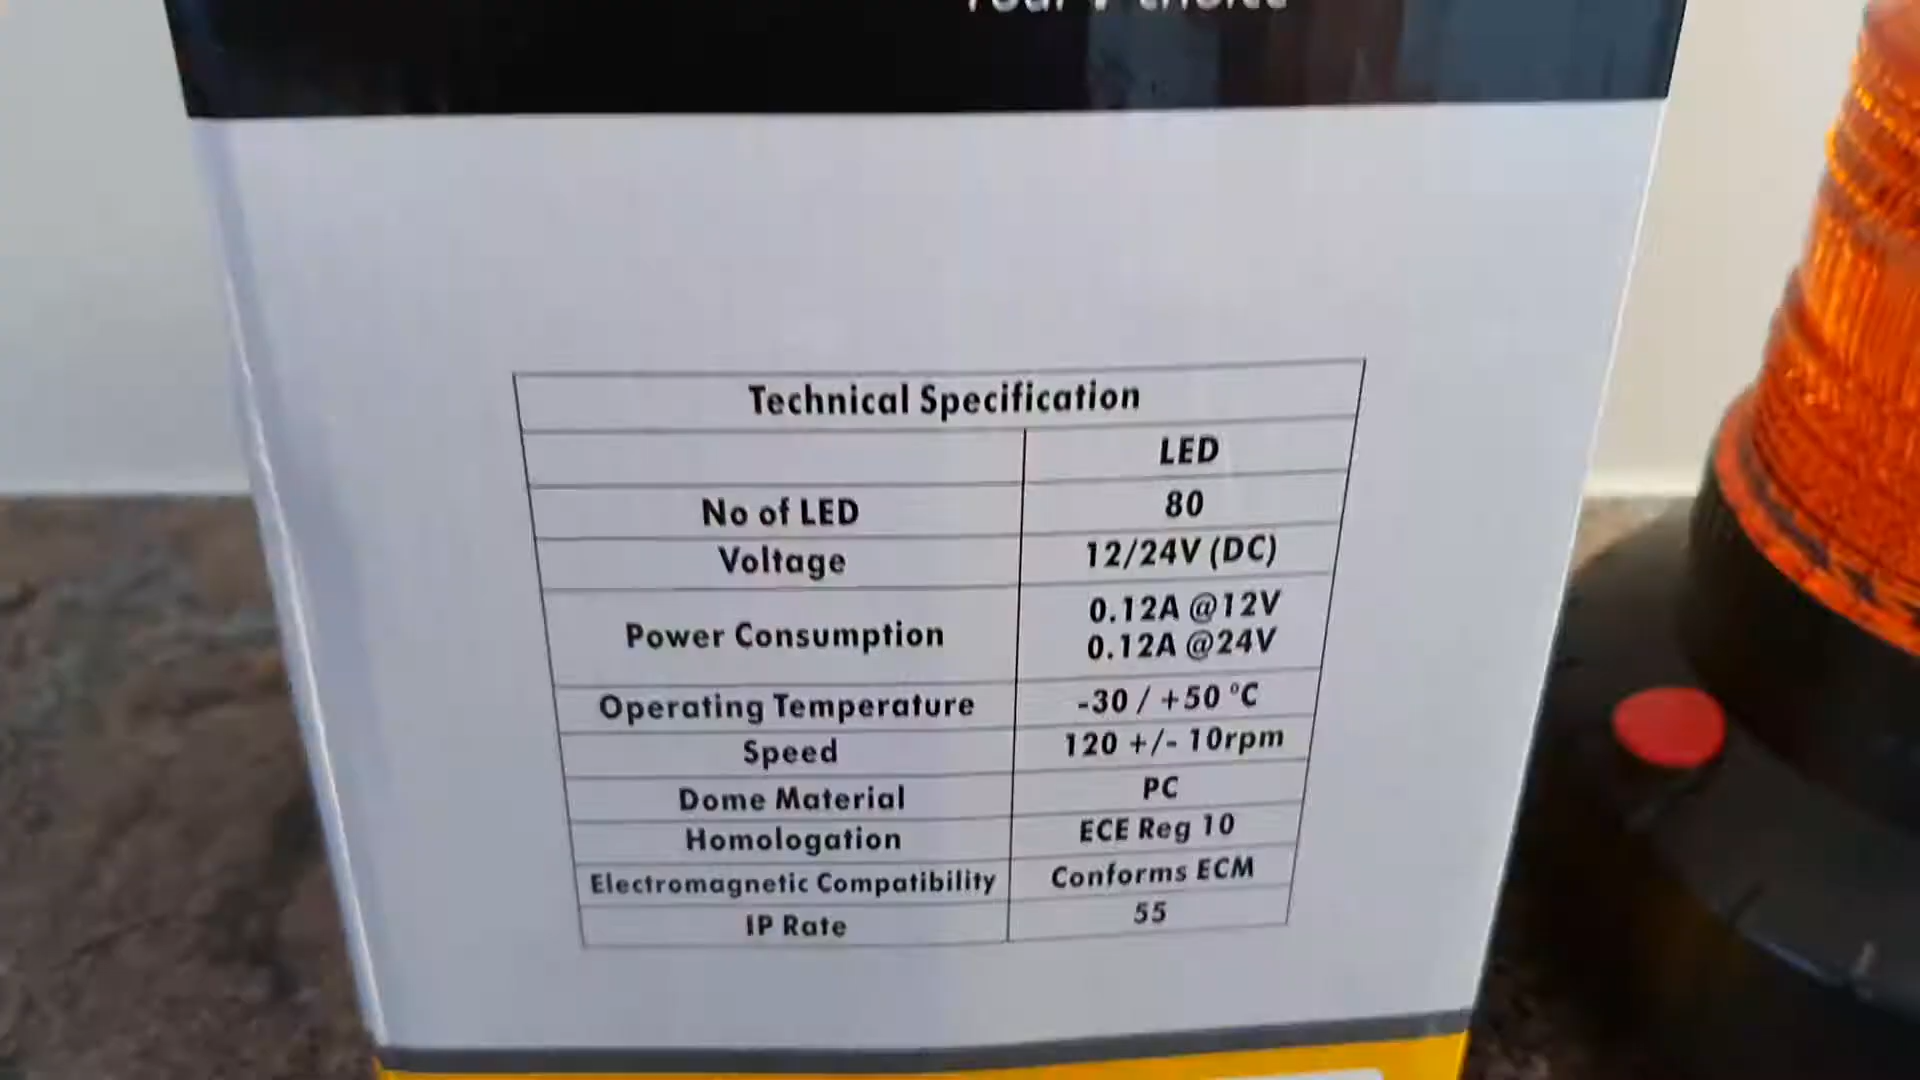 Your V choice
Technical Specification
LED
No of LED 80
Voltage 12/24V (DC)
Power Consumption 0.12A @12V
0.12A @24V
Operating Temperature -30 / +50 °C
Speed 120 +/- 10rpm
Dome Material PC
Homologation ECE Reg 10
Electromagnetic Compatibility Conforms ECM
IP Rate 55